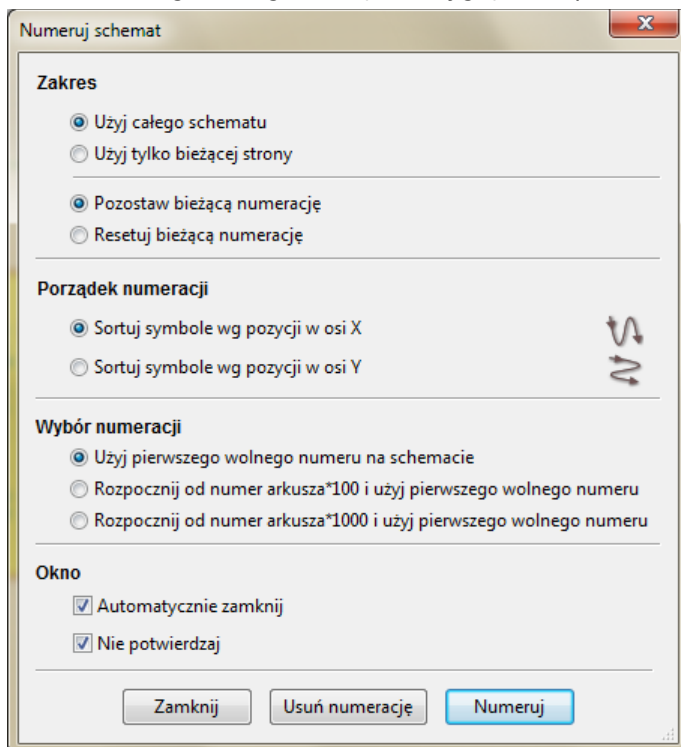 Numeruj schemat
Zakres
Użyj całego schematu
Użyj tylko bieżącej strony
Pozostaw bieżącą numerację
Resetuj bieżącą numerację
Porządek numeracji
Sortuj symbole wg pozycji w osi X
Sortuj symbole wg pozycji w osi Y
Wybór numeracji
Użyj pierwszego wolnego numeru na schemacie
Rozpocznij od numer arkusza*100 i użyj pierwszego wolnego numeru
Rozpocznij od numer arkusza*1000 i użyj pierwszego wolnego numeru
Okno
Automatycznie zamknij
Nie potwierdzaj
Zamknij Usuń numerację Numeruj